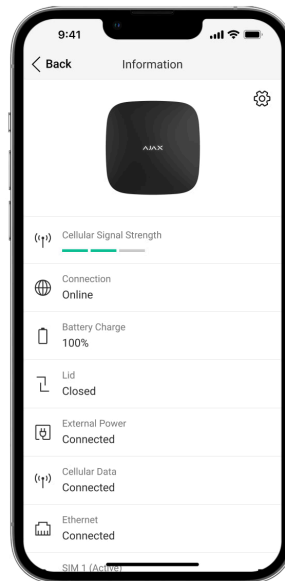 9:41
Back
Information
AJAX
Cellular Signal Strength
Connection
Online
Battery Charge
100%
Lid
Closed
External Power
Connected
Cellular Data
Connected
Ethernet
Connected
SIM 1 (Active)